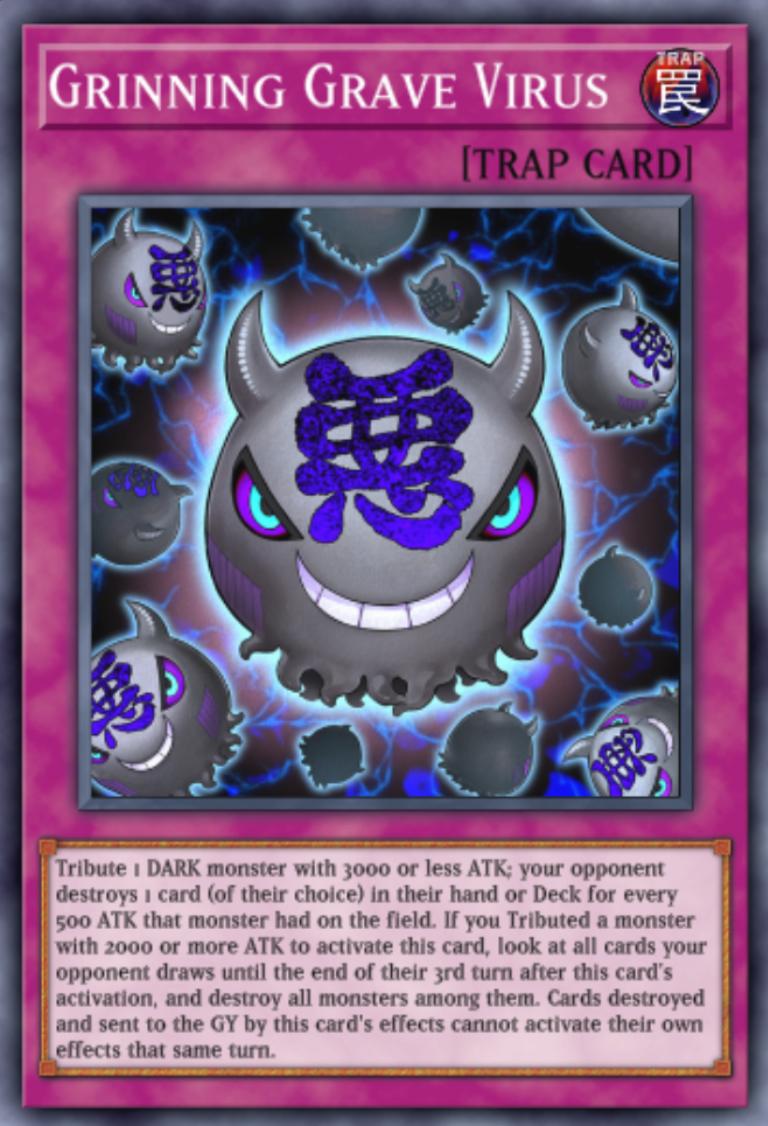 GRINNING GRAVE VIRUS
TRAP
罠
[TRAP CARD]
悪
Tribute 1 DARK monster with 3000 or less ATK; your opponent
destroys 1 card (of their choice) in their hand or Deck for every
500 ATK that monster had on the field. If you Tributed a monster
with 2000 or more ATK to activate this card, look at all cards your
opponent draws until the end of their 3rd turn after this card's
activation, and destroy all monsters among them. Cards destroyed
and sent to the GY by this card's effects cannot activate their own
effects that same turn.